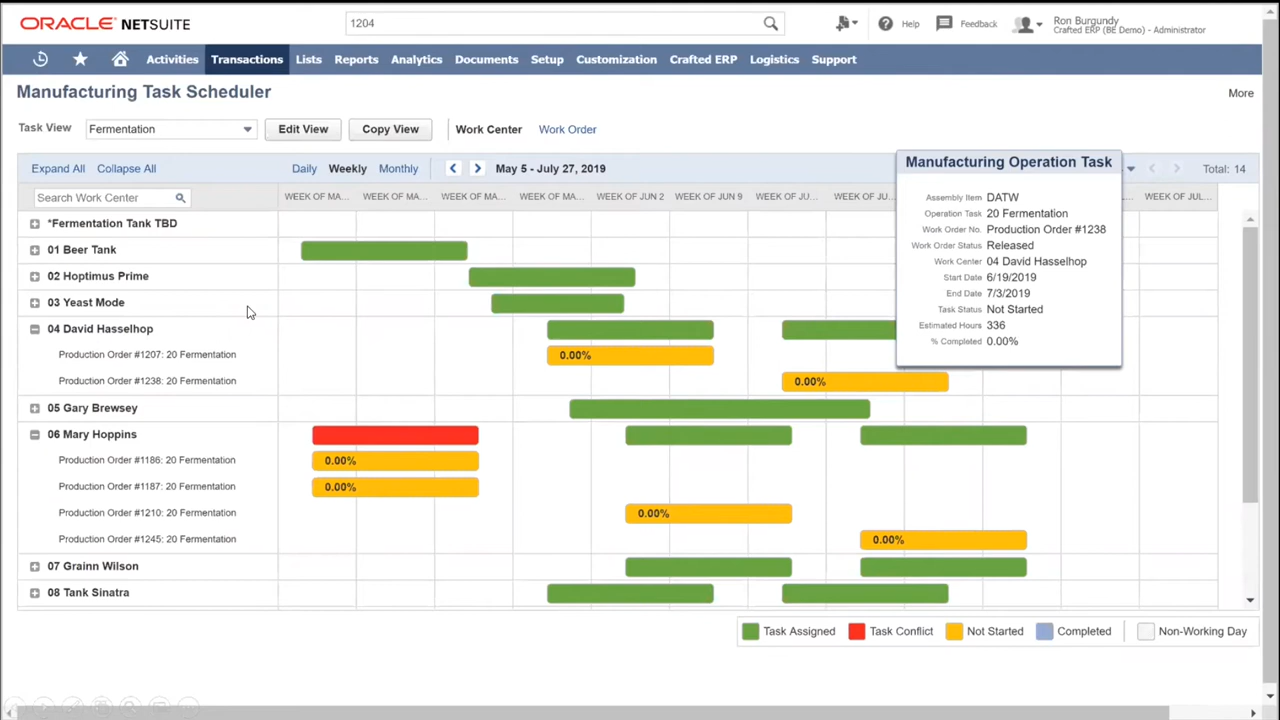 ORACLE NETSUITE
1204
Help
Feedback
Ron Burgundy
Crafted ERP (BE Demo) - Administrator
Activities Transactions Lists Reports Analytics Documents Setup Customization Crafted ERP Logistics Support
Manufacturing Task Scheduler
More
Task View Fermentation Edit View Copy View Work Center Work Order
Expand All Collapse All Daily Weekly Monthly May 5 - July 27, 2019 Total: 14
Search Work Center WEEK OF MA... WEEK OF MA... WEEK OF MA... WEEK OF MA... WEEK OF JUN 2 WEEK OF JUN 9 WEEK OF JU... WEEK OF JU... WEEK OF JUL...
*Fermentation Tank TBD
01 Beer Tank
02 Hoptimus Prime
03 Yeast Mode
04 David Hasselhop
Production Order #1207: 20 Fermentation 0.00%
Production Order #1238: 20 Fermentation 0.00%
05 Gary Brewsey
06 Mary Hoppins
Production Order #1186: 20 Fermentation 0.00%
Production Order #1187: 20 Fermentation 0.00%
Production Order #1210: 20 Fermentation 0.00%
Production Order #1245: 20 Fermentation 0.00%
07 Grainn Wilson
08 Tank Sinatra
Manufacturing Operation Task
Assembly Item DATW
Operation Task 20 Fermentation
Work Order No. Production Order #1238
Work Order Status Released
Work Center 04 David Hasselhop
Start Date 6/19/2019
End Date 7/3/2019
Task Status Not Started
Estimated Hours 336
% Completed 0.00%
Task Assigned Task Conflict Not Started Completed Non-Working Day